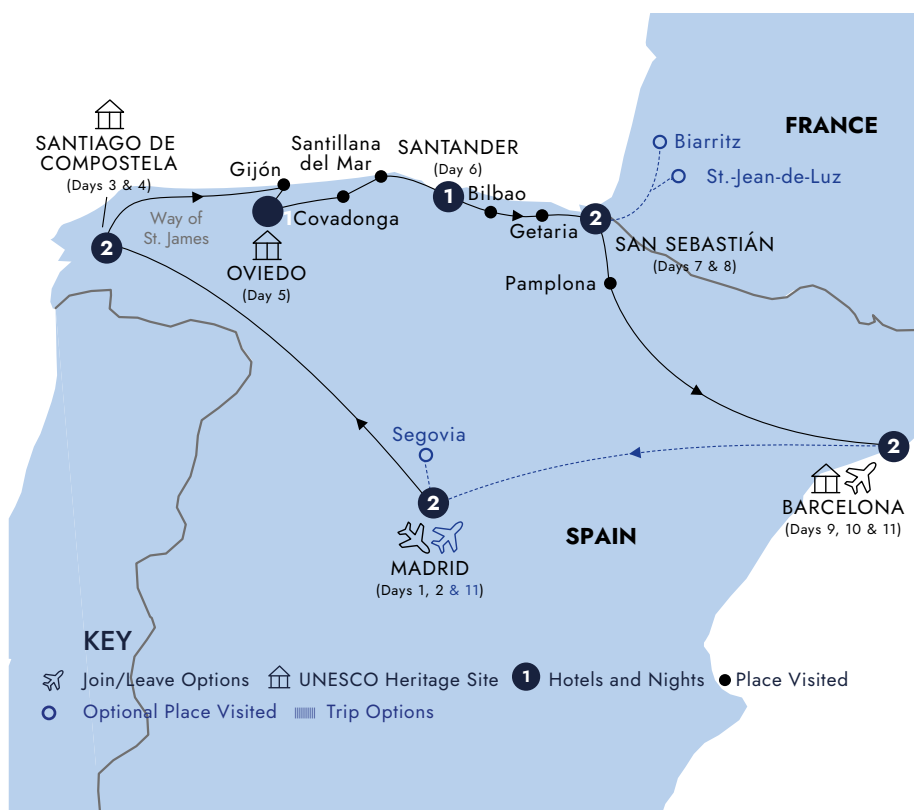 FRANCE
SANTIAGO DE
COMPOSTELA
(Days 3 & 4)
Gijón
Santillana
del Mar
SANTANDER
(Day 6)
Biarritz
St.-Jean-de-Luz
1
Bilbao
Way of
St. James
1
Covadonga
Getaria
2
2
OVIEDO
(Day 5)
SAN SEBASTIÁN
(Days 7 & 8)
Pamplona
Segovia
2
2
BARCELONA
(Days 9, 10 & 11)
SPAIN
MADRID
(Days 1, 2 & 11)
KEY
Join/Leave Options
UNESCO Heritage Site
1 Hotels and Nights
Place Visited
Optional Place Visited
Trip Options